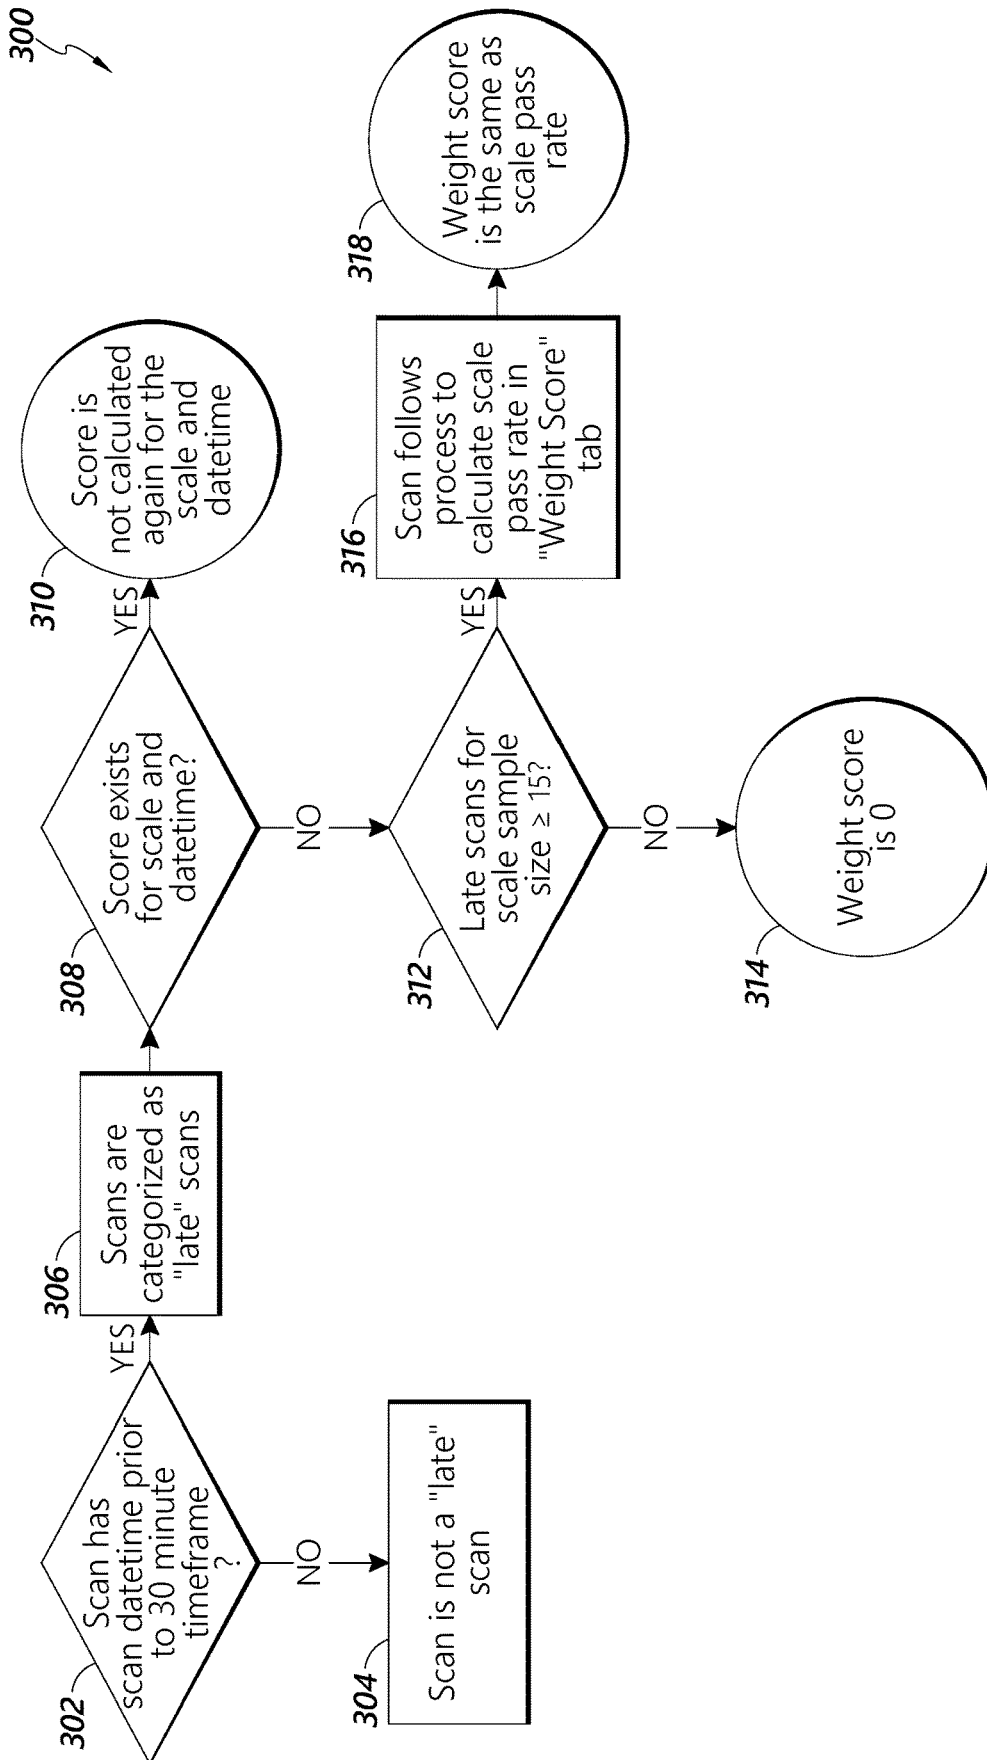 300
302
Scan has
scan datetime prior
to 30 minute
timeframe
?
YES
NO
304
Scan is not a "late"
scan
306
Scans are
categorized as
"late" scans
308
Score exists
for scale and
datetime?
YES
NO
310
Score is
not calculated
again for the
scale and
datetime
312
Late scans for
scale sample
size ≥ 15?
YES
NO
314
Weight score
is 0
316
Scan follows
process to
calculate scale
pass rate in
"Weight Score"
tab
318
Weight score
is the same as
scale pass
rate